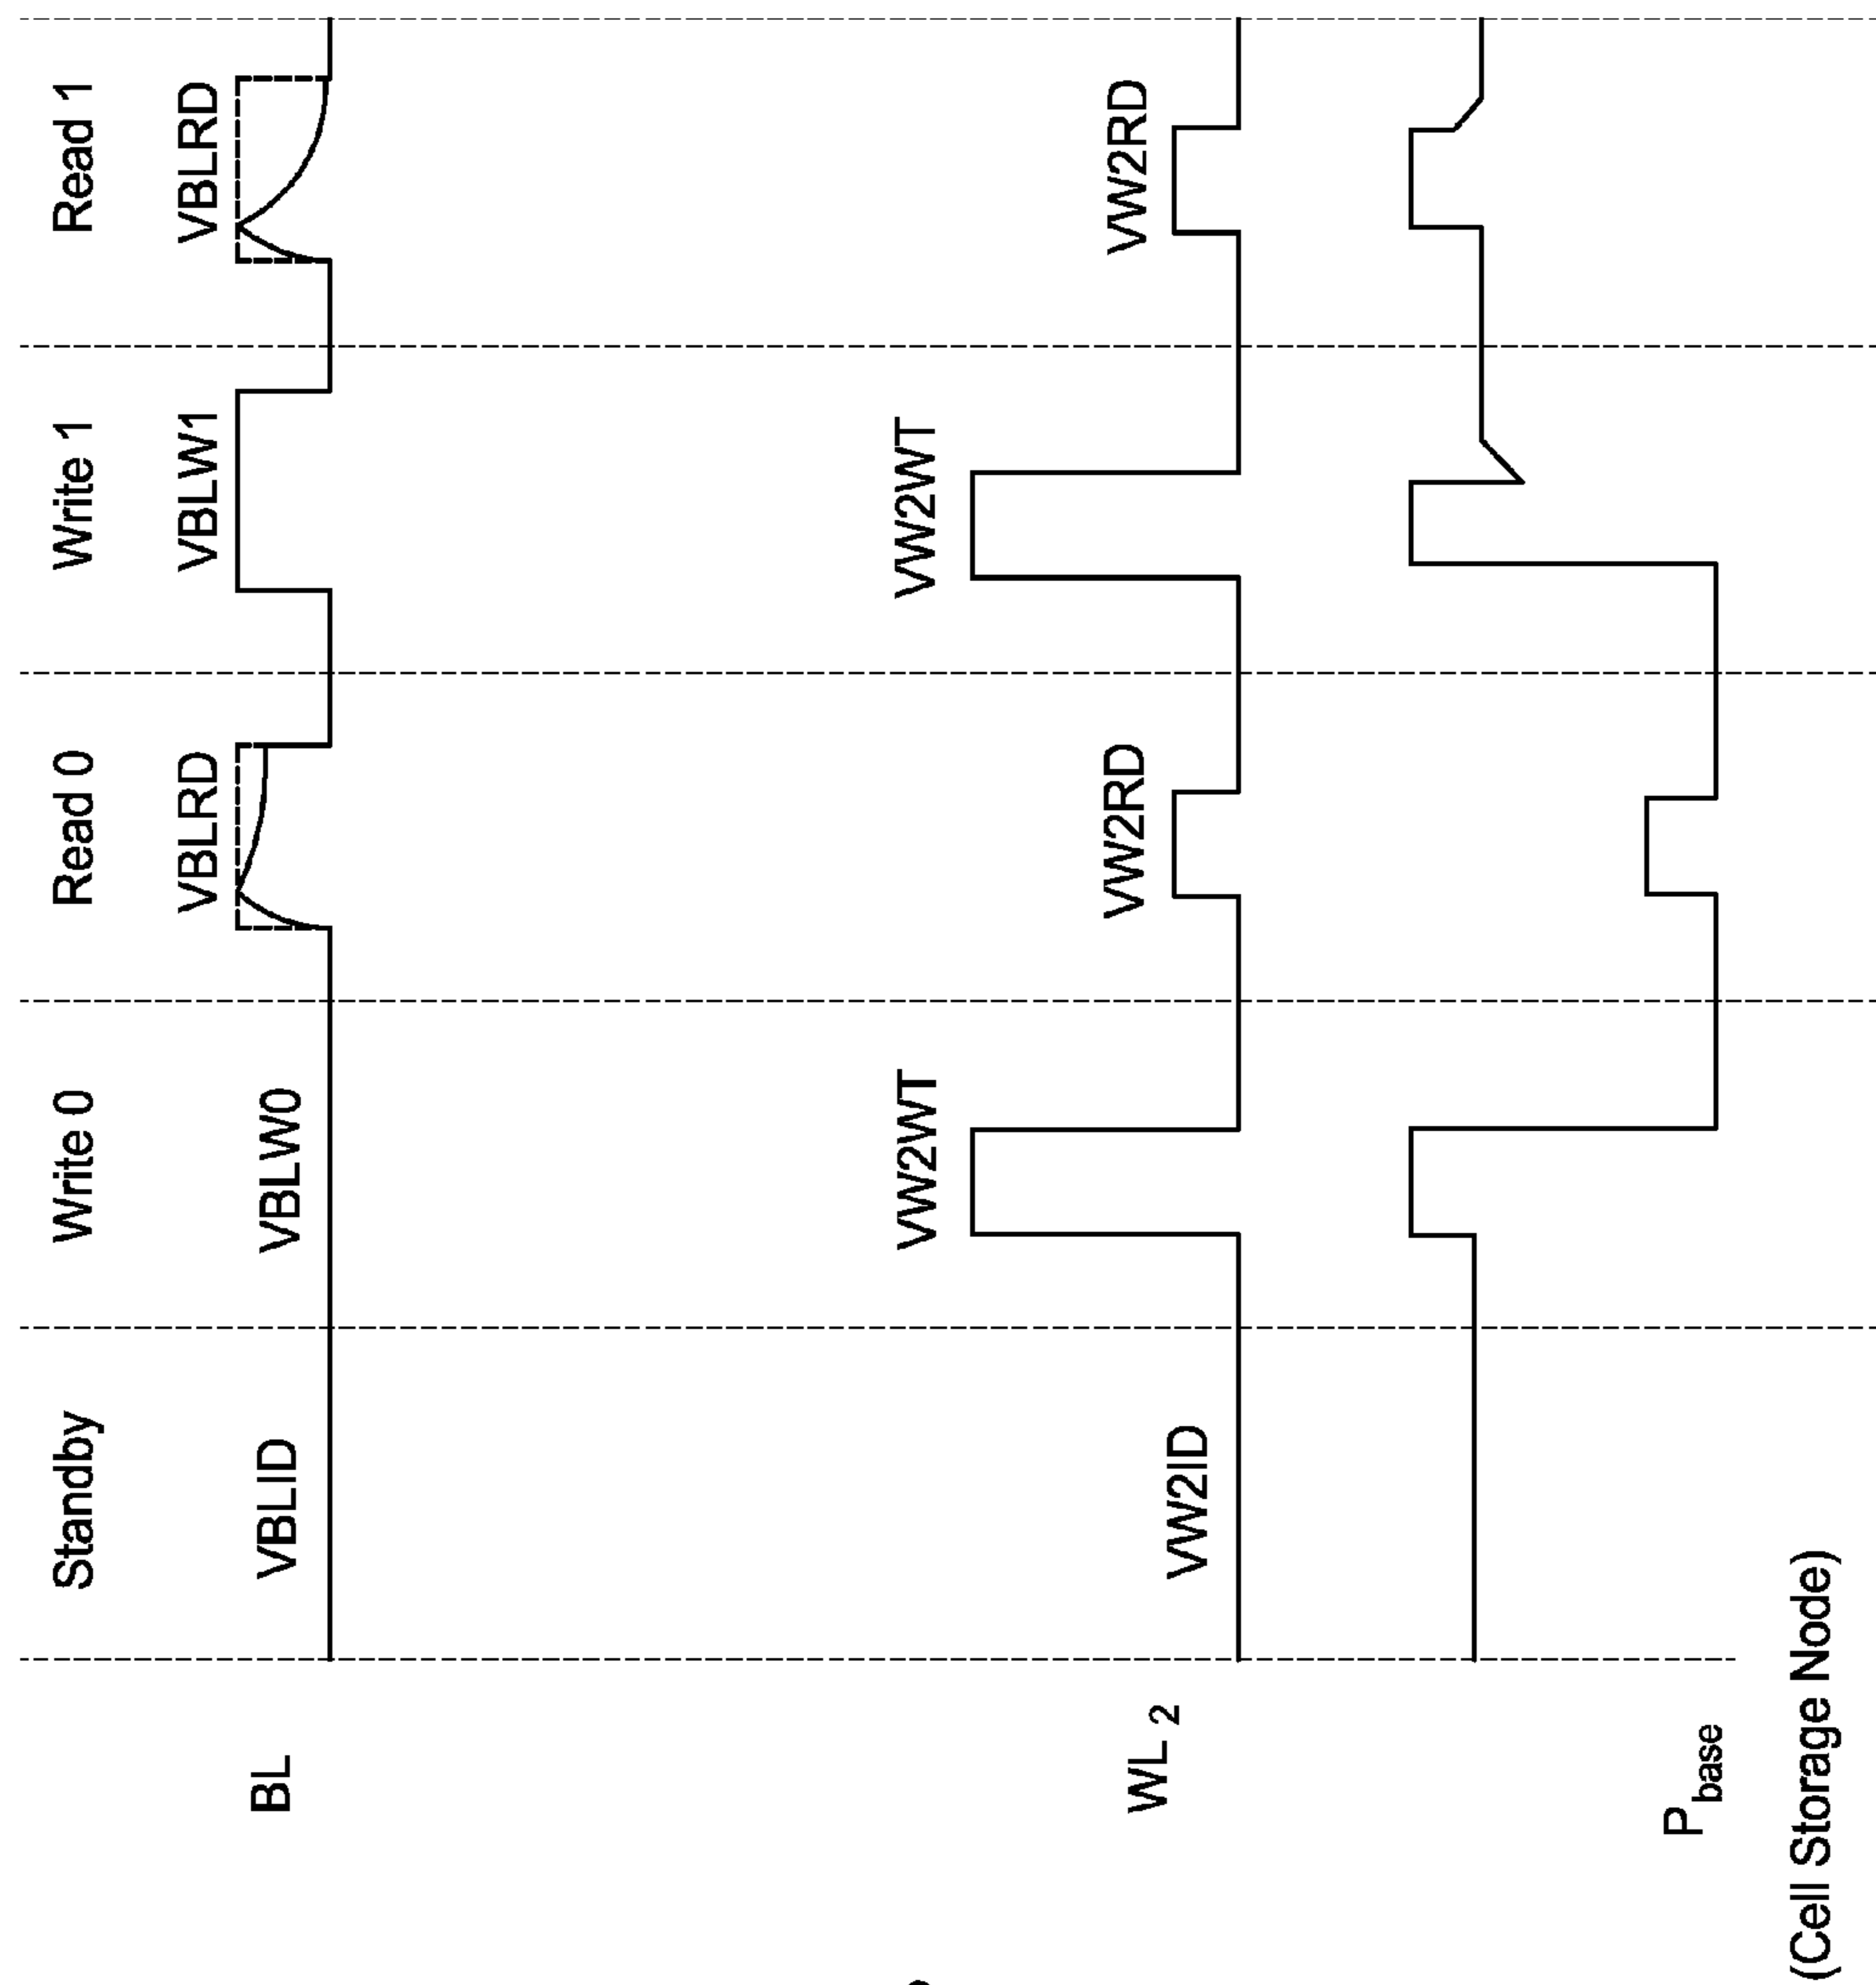 Standby Write 0 Read 0 Write 1 Read 1
VBLRD VBLW1 VBLRD
BL VBLID VBLW0
VW2WT VW2WT
VW2RD VW2RD
WL 2 VW2ID
P base
(Cell Storage Node)